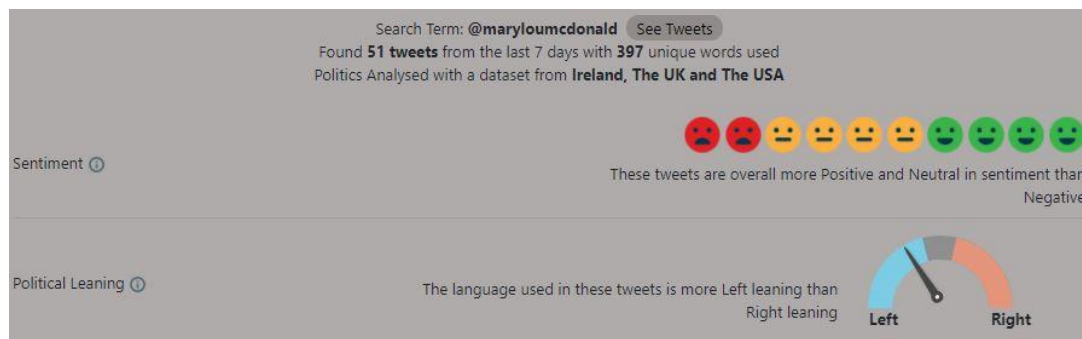 Search Term: @maryloumcdonald See Tweets
Found 51 tweets from the last 7 days with 397 unique words used
Politics Analysed with a dataset from Ireland, The UK and The USA
Sentiment
These tweets are overall more Positive and Neutral in sentiment than
Negative
Political Leaning
The language used in these tweets is more Left leaning than
Right leaning
Left Right